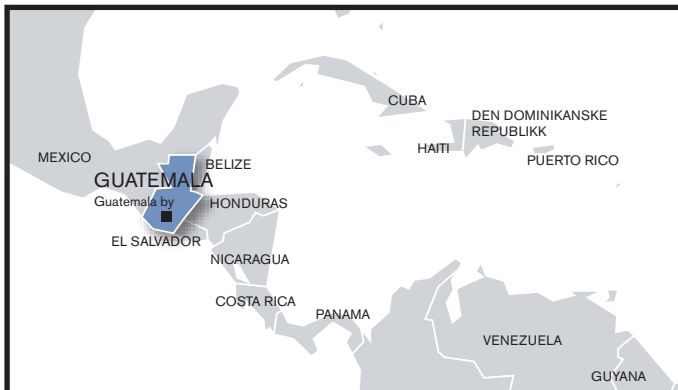 CUBA
DEN DOMINIKANSKE
REPUBLIKK
HAITI
PUERTO RICO
MEXICO
BELIZE
GUATEMALA
Guatemala by
HONDURAS
EL SALVADOR
NICARAGUA
COSTA RICA
PANAMA
VENEZUELA
GUYANA